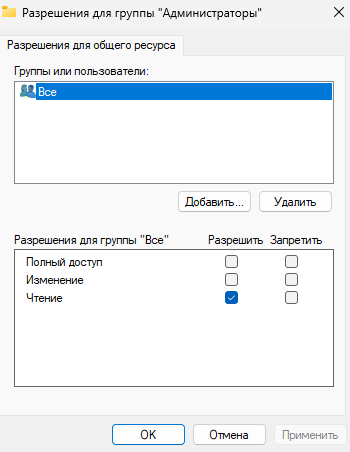 Разрешения для группы "Администраторы"
Разрешения для общего ресурса
Группы или пользователи:
Все
Добавить...
Удалить
Разрешения для группы "Все" Разрешить Запретить
Полный доступ
Изменение
Чтение
OK
Отмена
Применить